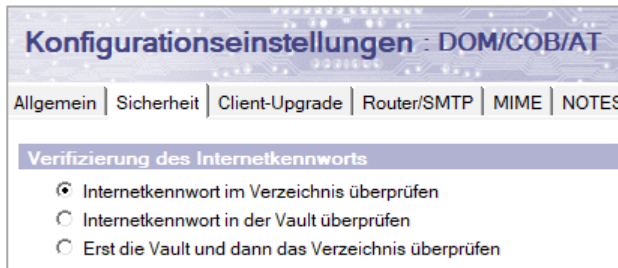 Konfigurationseinstellungen : DOM/COB/AT
Allgemein | Sicherheit | Client-Upgrade | Router/SMTP | MIME | NOTES
Verifizierung des Internetkennworts
Internetkennwort im Verzeichnis überprüfen
Internetkennwort in der Vault überprüfen
Erst die Vault und dann das Verzeichnis überprüfen